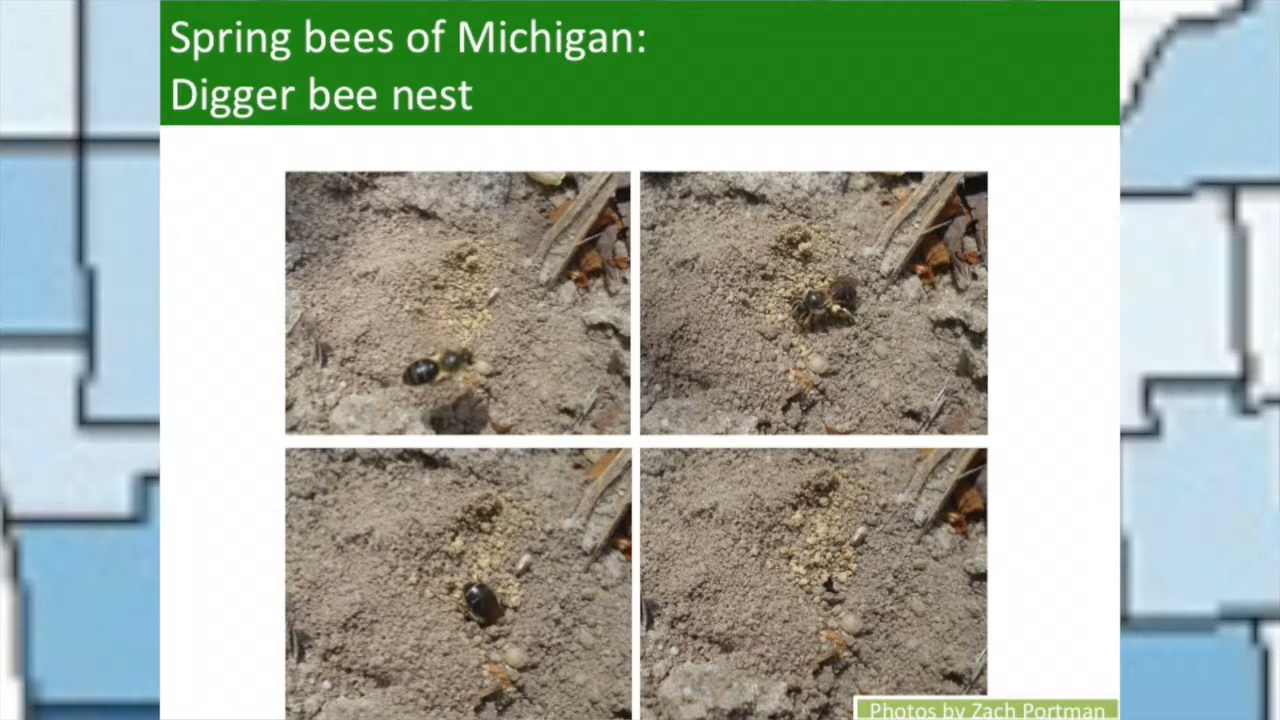 Spring bees of Michigan:
Digger bee nest
Photos by Zach Portman